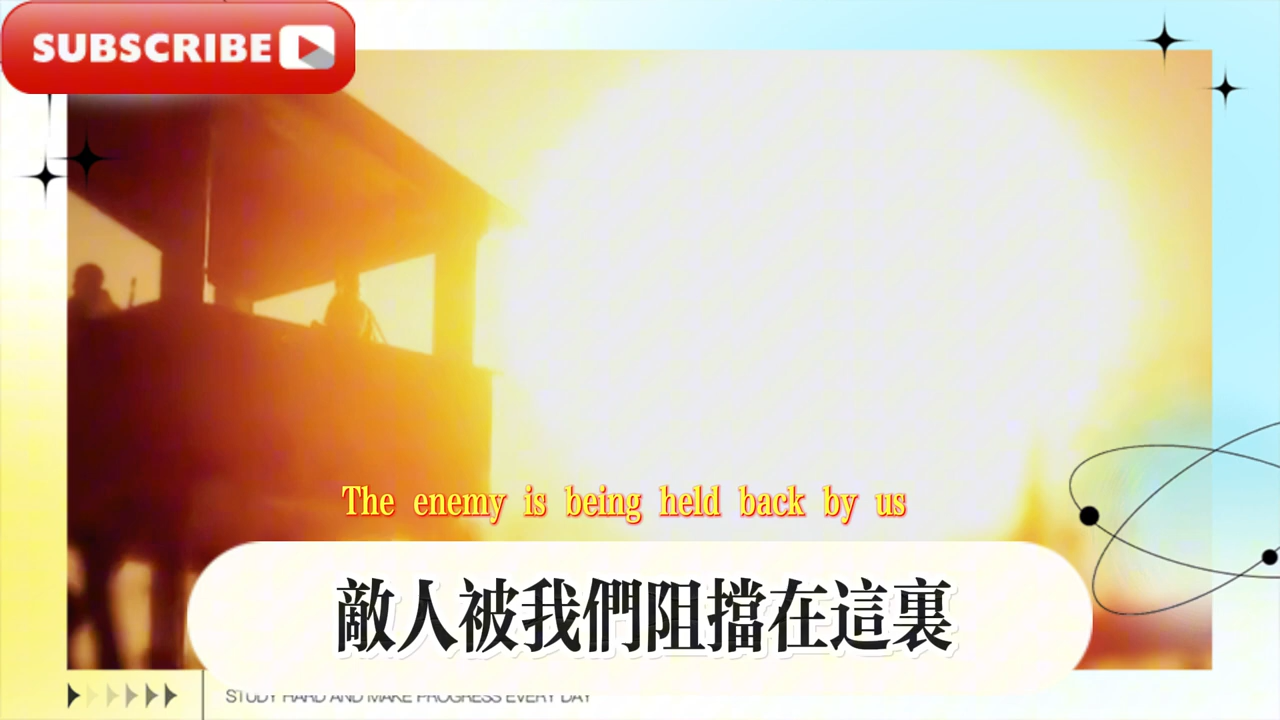 SUBSCRIBE
The enemy is being held back by us
敵人被我們阻擋在這裏
STUDY HARD AND MAKE PROGRESS EVERY DAY